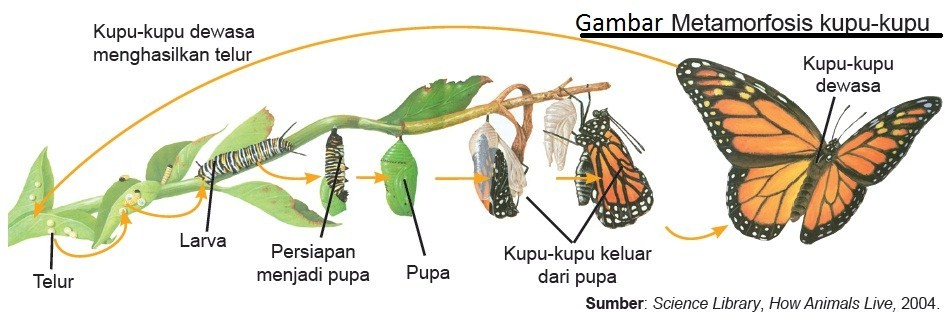 Gambar Metamorfosis kupu-kupu
Kupu-kupu dewasa
menghasilkan telur
Kupu-kupu
dewasa
Telur
Larva
Persiapan
menjadi pupa
Pupa
Kupu-kupu keluar
dari pupa
Sumber: Science Library, How Animals Live, 2004.